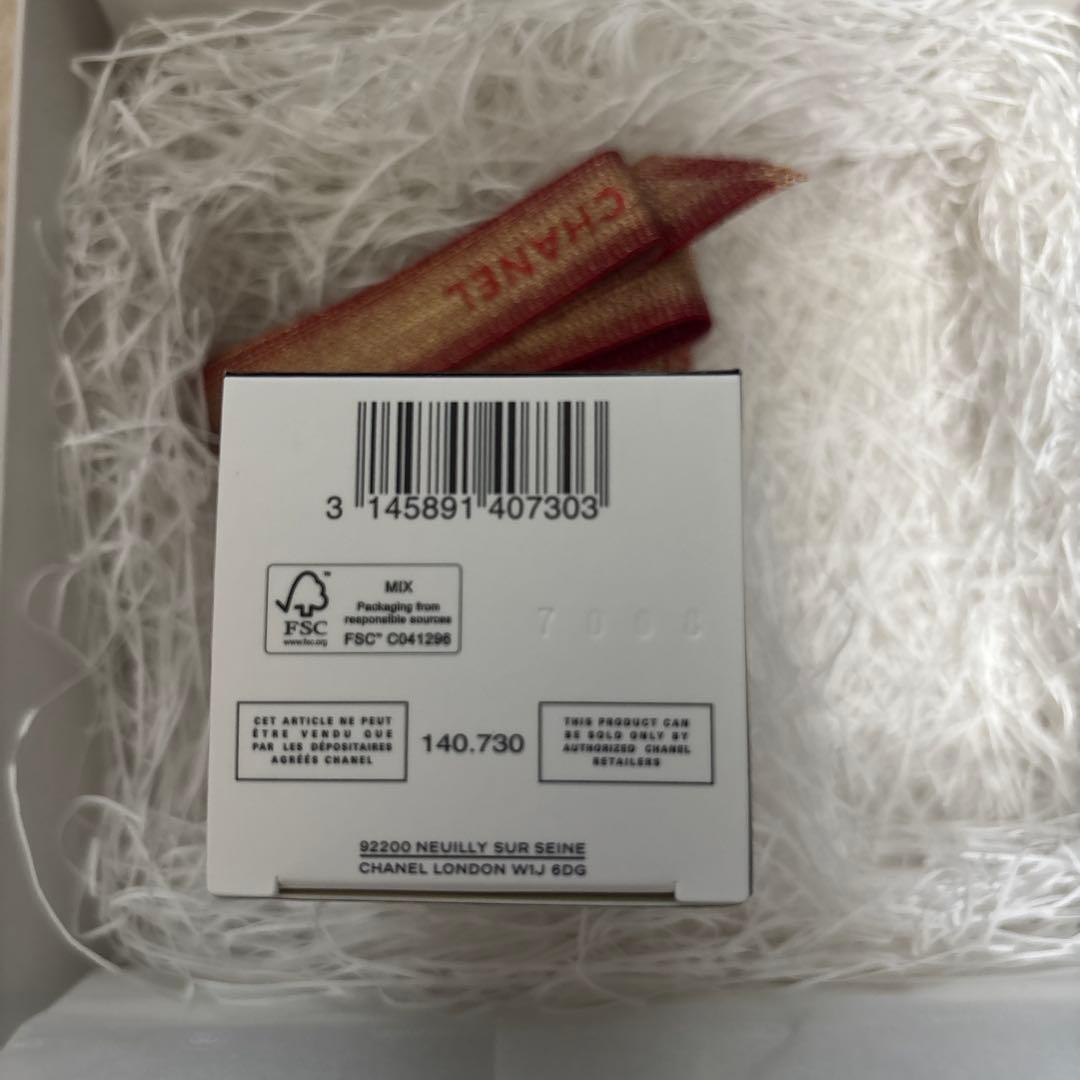 CHANEL
3 145891 407303
MIX
Packaging from
responsible sources
FSC™ C041296
FSC
www.fsc.org
CET ARTICLE NE PEUT
ÊTRE VENDU QUE
PAR LES DÉPOSITAIRES
AGRÉÉS CHANEL
140.730
THIS PRODUCT CAN
BE SOLD ONLY BY
AUTHORIZED CHANEL
RETAILERS
92200 NEUILLY SUR SEINE
CHANEL LONDON W1J 6DG